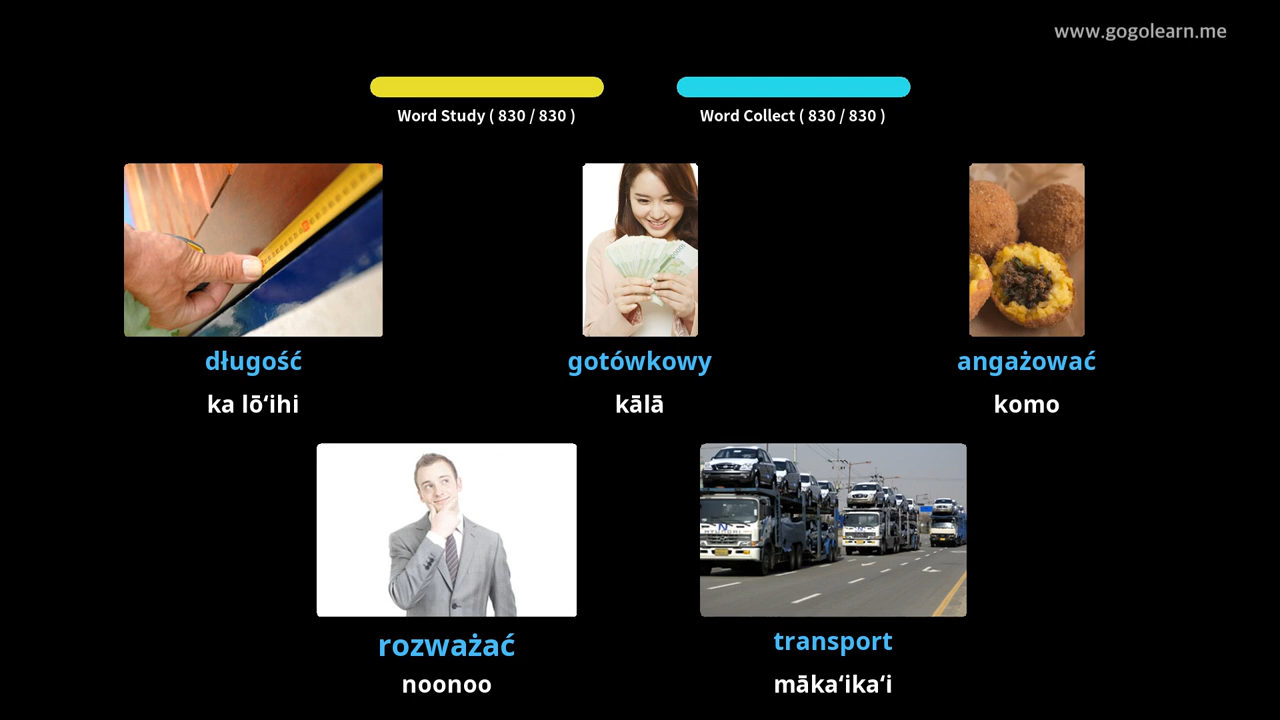 www.gogolearn.me
Word Study ( 830 / 830 )
Word Collect ( 830 / 830 )
długość
gotówkowy
angażować
ka lōʻihi
kālā
komo
rozważać
transport
noonoo
mākaʻikaʻi